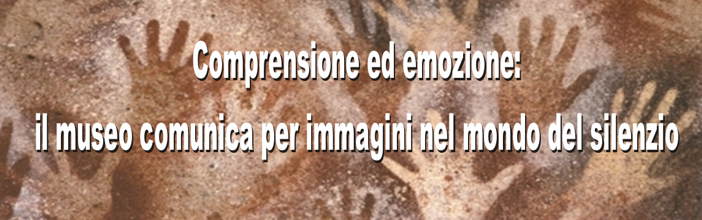 Comprensione ed emozione:
il museo comunica per immagini nel mondo del silenzio